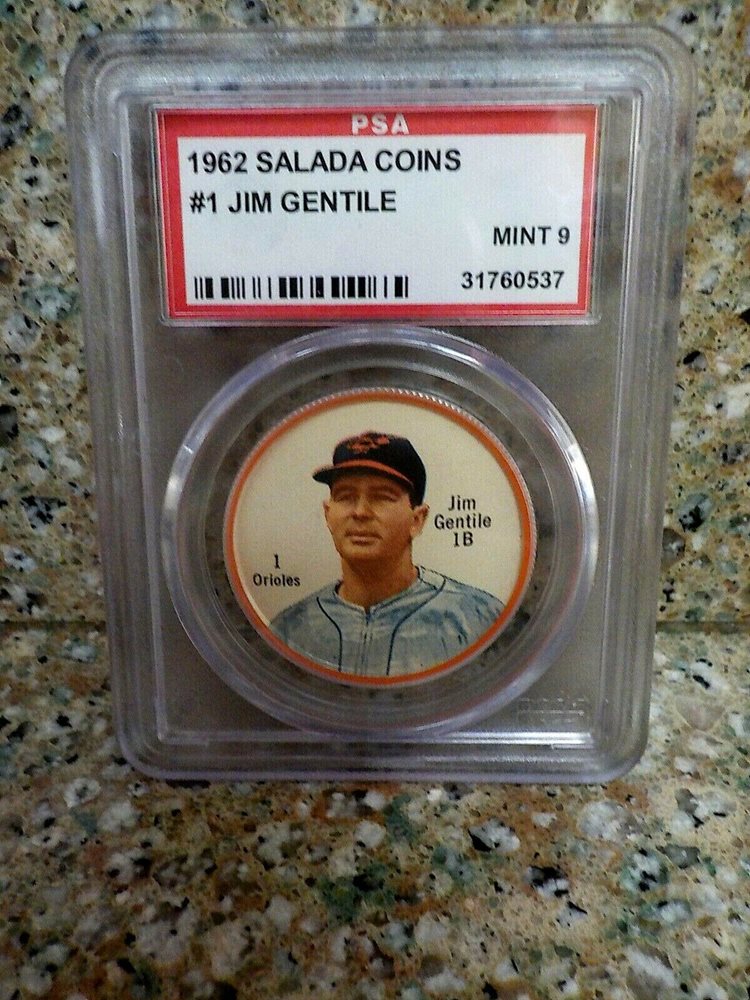 PSA
1962 SALADA COINS
#1 JIM GENTILE
MINT 9
31760537
Jim
Gentile
1B
1
Orioles